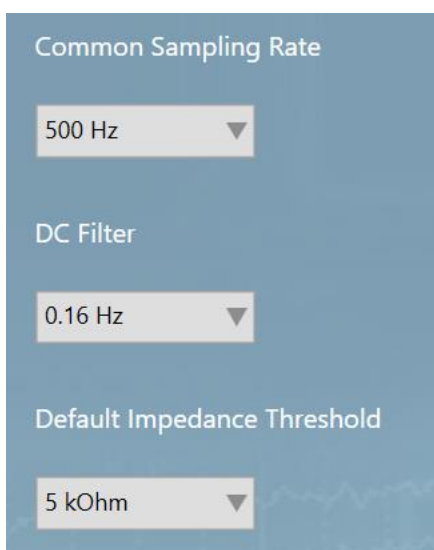 Common Sampling Rate
500 Hz
DC Filter
0.16 Hz
Default Impedance Threshold
5 kOhm